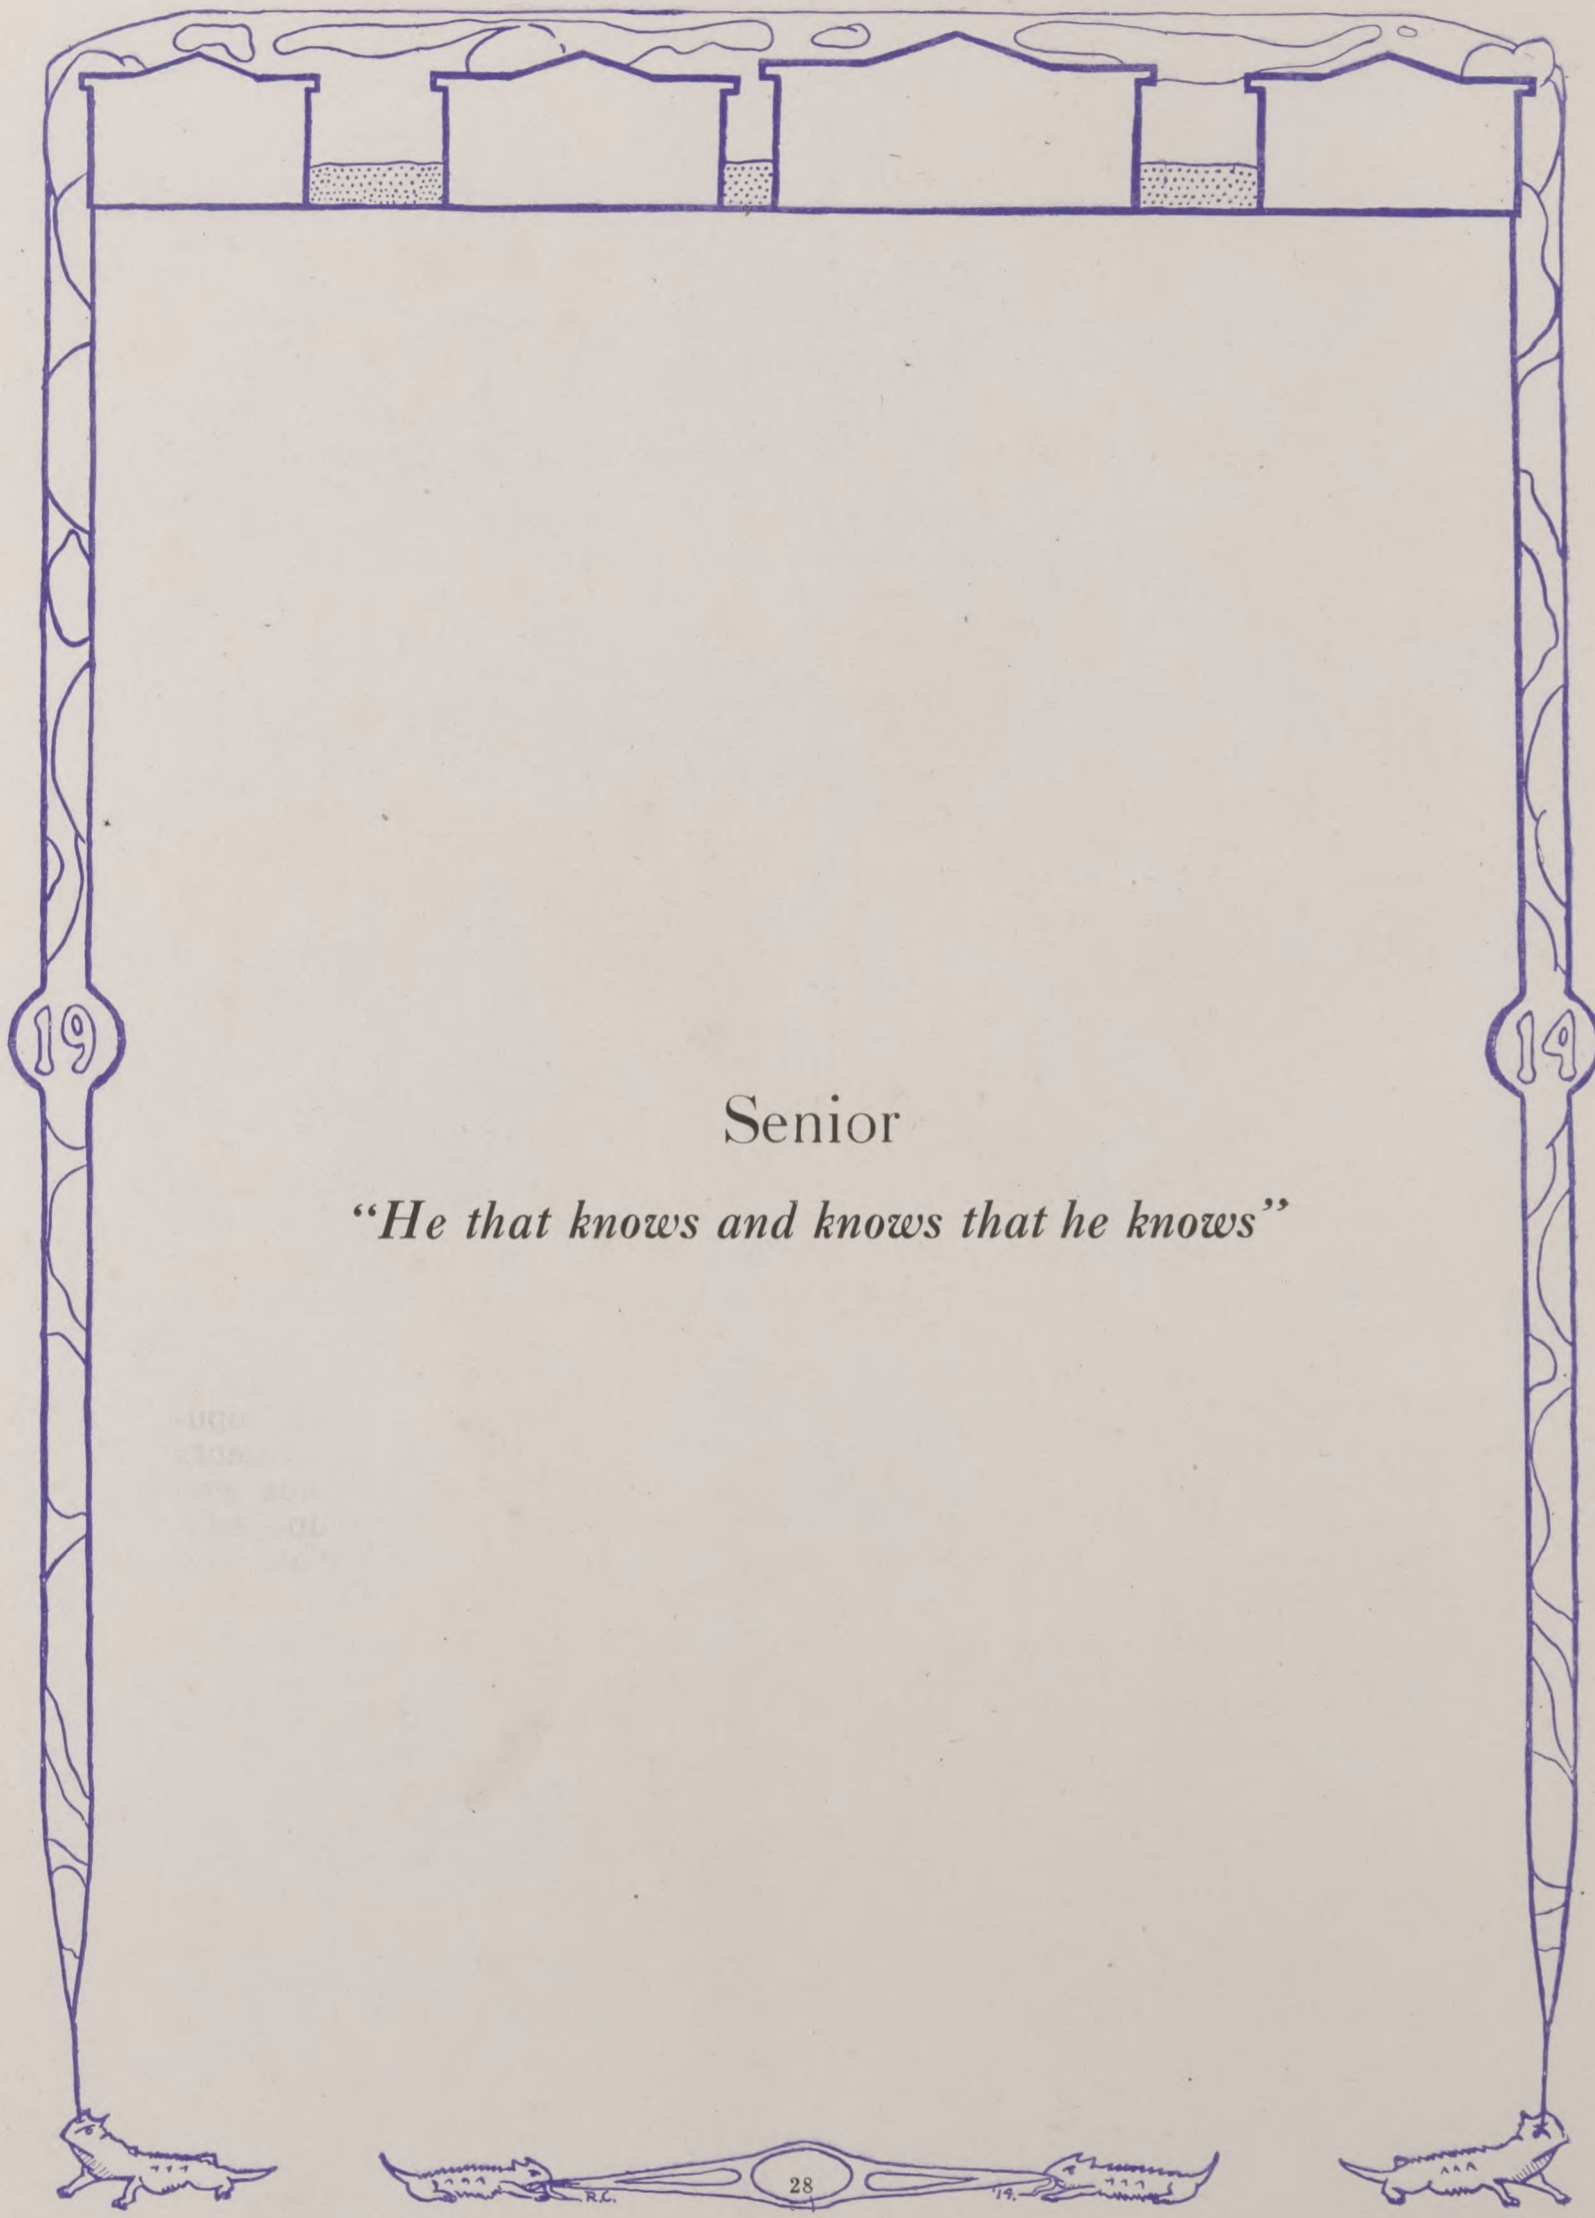 19
14
Senior
“He that knows and knows that he knows”
R.C.
28
'14.